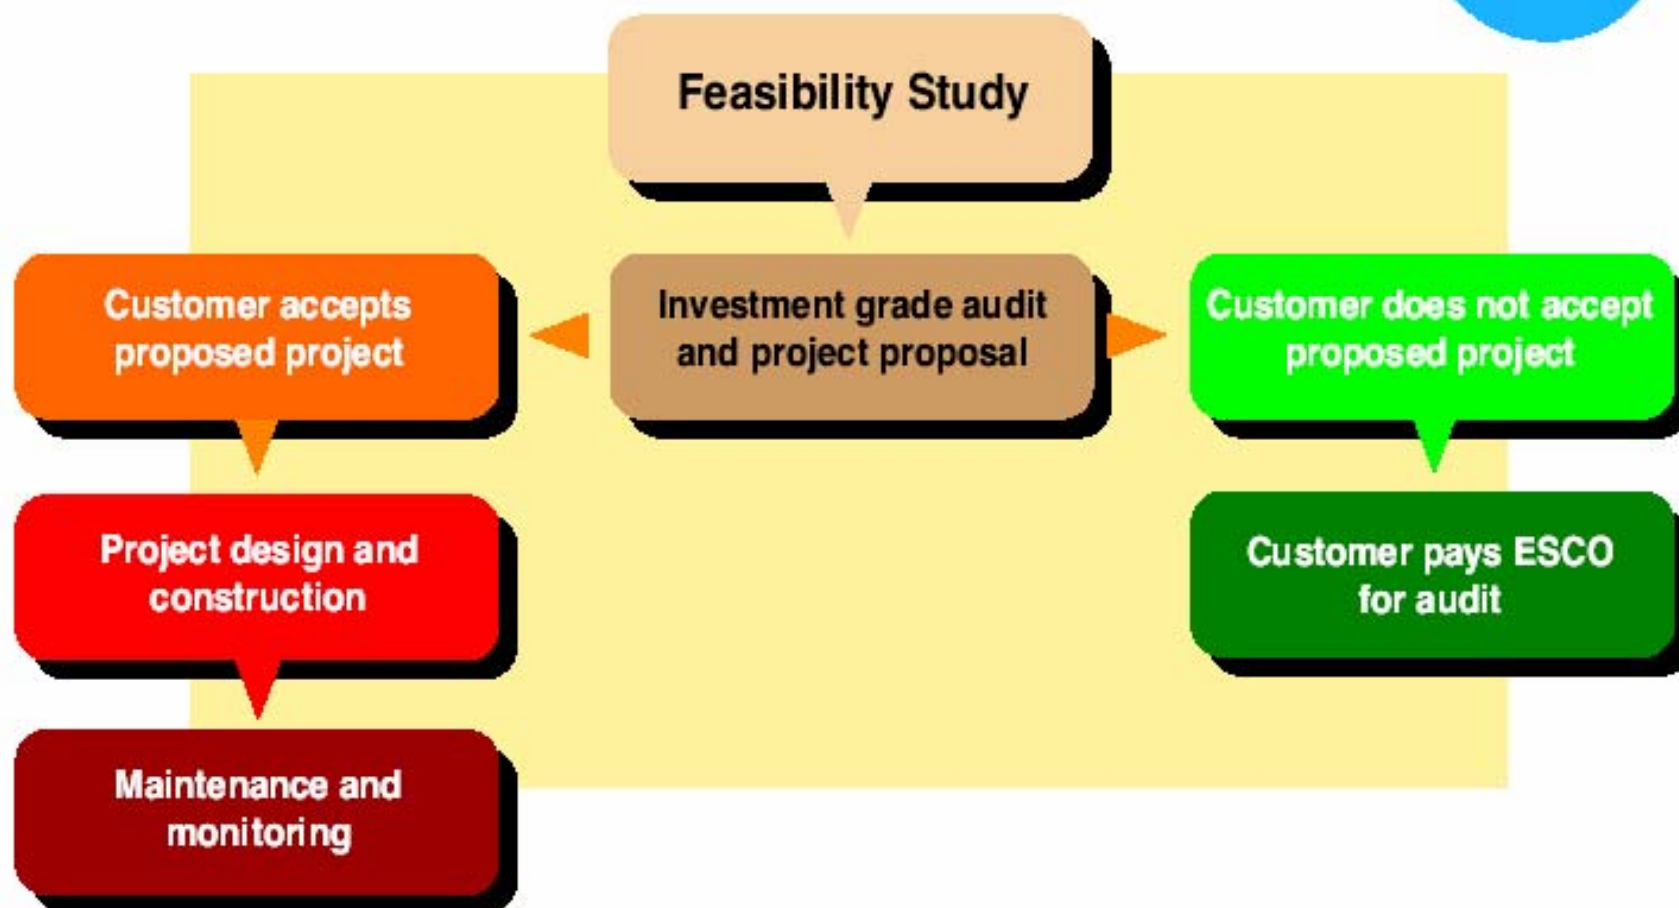 Feasibility Study
Customer accepts
proposed project
Investment grade audit
and project proposal
Customer does not accept
proposed project
Project design and
construction
Customer pays ESCO
for audit
Maintenance and
monitoring